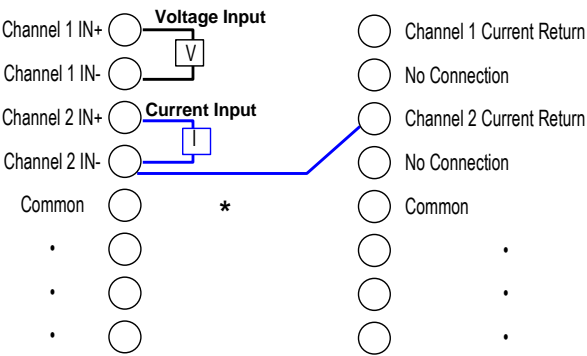 Voltage Input
Channel 1 IN+
Channel 1 Current Return
V
Channel 1 IN-
No Connection
Current Input
Channel 2 IN+
Channel 2 Current Return
I
Channel 2 IN-
No Connection
Common
*
Common
•
•
•
•
•
•